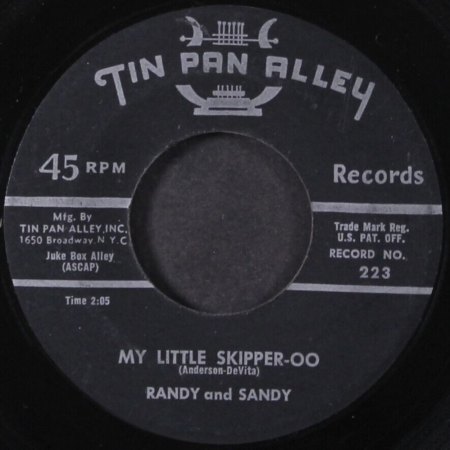 TIN PAN ALLEY
45 RPM
Records
Mfg. By
TIN PAN ALLEY, INC.
1650 Broadway, N.Y.C
Juke Box Alley
(ASCAP)
Time 2:05
Trade Mark Reg.
U.S. PAT. OFF.
RECORD NO.
223
MY LITTLE SKIPPER-OO
(Anderson-DeVita)
RANDY and SANDY